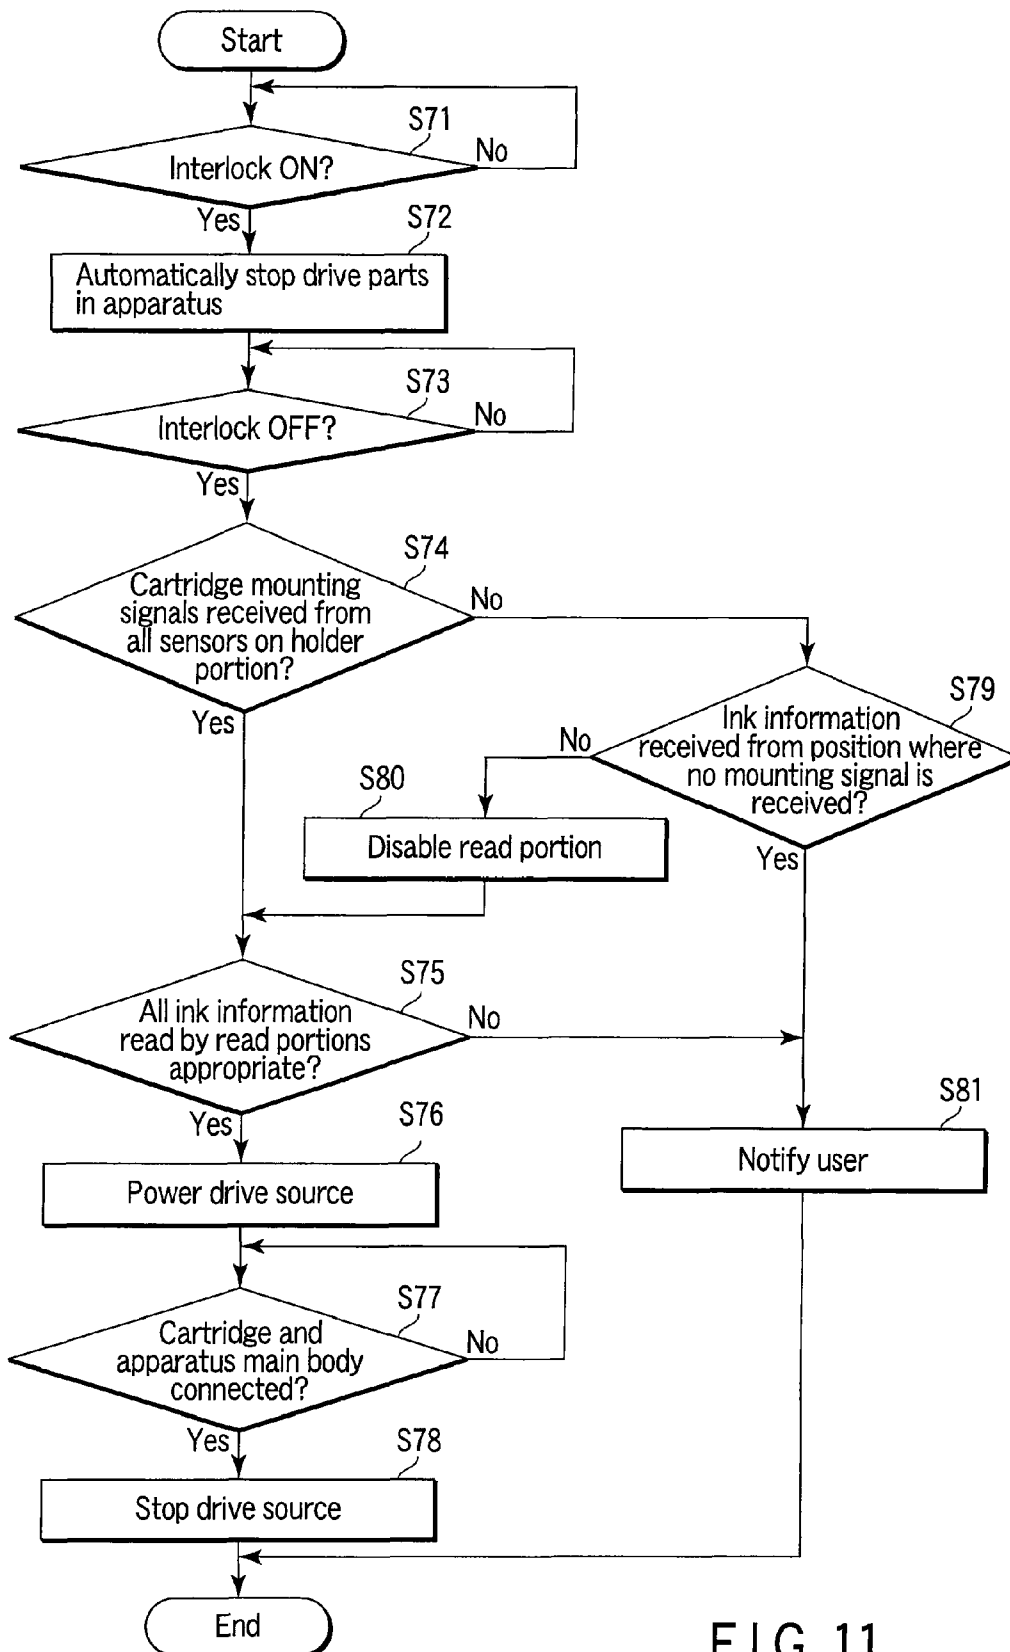 Start
S71
Interlock ON?
No
Yes
S72
Automatically stop drive parts
in apparatus
S73
Interlock OFF?
No
Yes
S74
Cartridge mounting
signals received from
all sensors on holder
portion?
No
Yes
S79
Ink information
received from position where
no mounting signal is
received?
No
Yes
S80
Disable read portion
S75
All ink information
read by read portions
appropriate?
No
Yes
S76
Power drive source
S81
Notify user
S77
Cartridge and
apparatus main body
connected?
No
Yes
S78
Stop drive source
End
FIG. 11